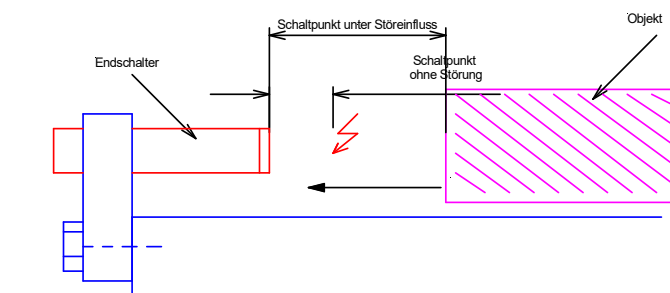 Objekt
Schaltpunkt unter Störeinfluss
Endschalter
Schaltpunkt
ohne Störung